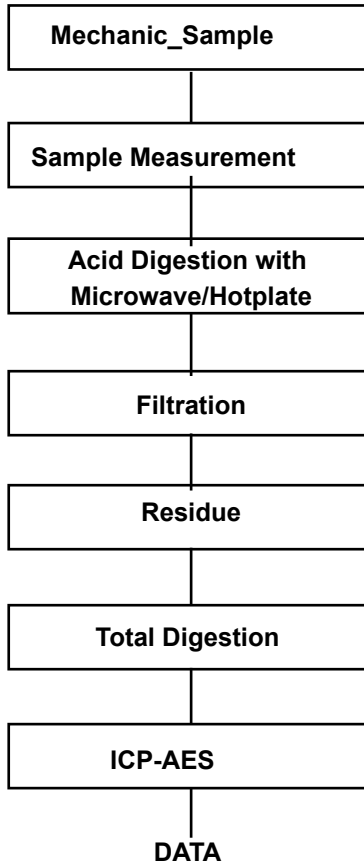 Mechanic_Sample
Sample Measurement
Acid Digestion with
Microwave/Hotplate
Filtration
Residue
Total Digestion
ICP-AES
DATA